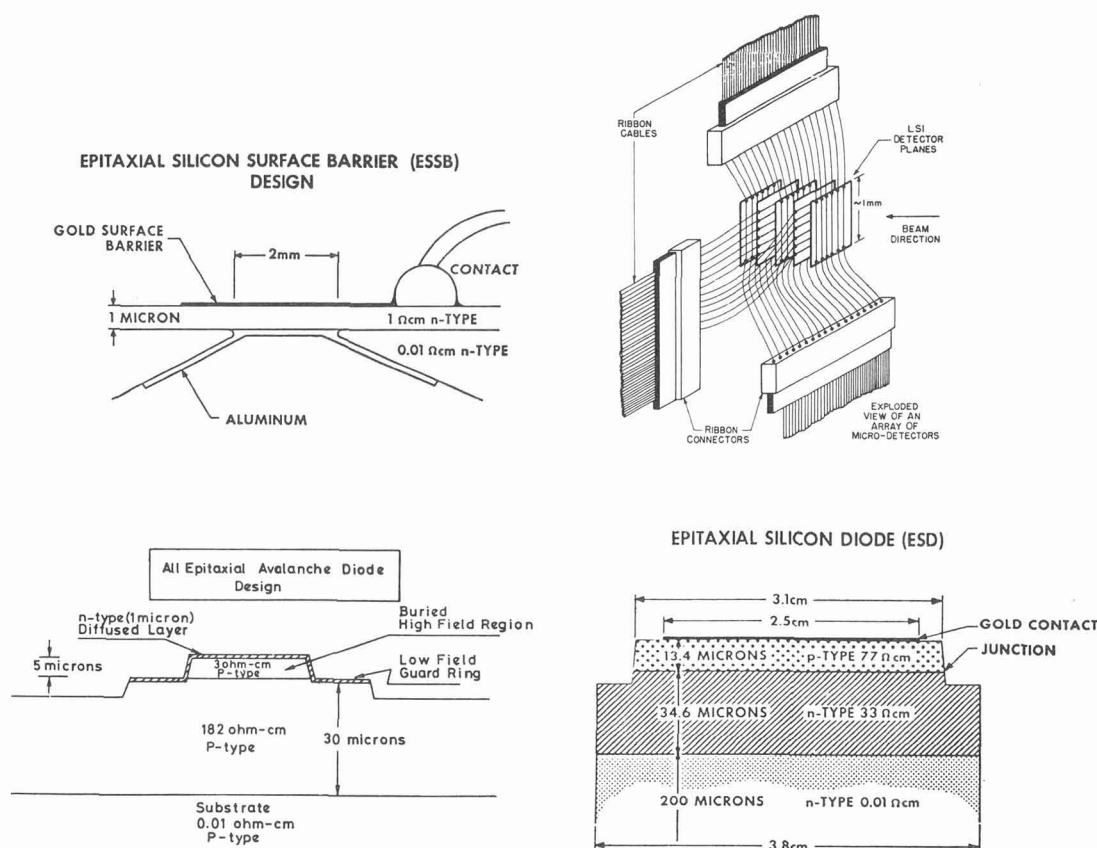 EPITAXIAL SILICON SURFACE BARRIER (ESSB)
DESIGN
GOLD SURFACE
BARRIER
2mm
CONTACT
1 MICRON
1 Ωcm n-TYPE
0.01 Ωcm n-TYPE
ALUMINUM
RIBBON
CABLES
LSI
DETECTOR
PLANES
~1mm
BEAM
DIRECTION
RIBBON
CONNECTORS
EXPLODED
VIEW OF AN
ARRAY OF
MICRO-DETECTORS
All Epitaxial Avalanche Diode
Design
n-type(1micron)
Diffused Layer
Buried
High Field Region
5 microns
3ohm-cm
P-type
Low Field
Guard Ring
182 ohm-cm
P-type
30 microns
Substrate
0.01 ohm-cm
P-type
EPITAXIAL SILICON DIODE (ESD)
3.1cm
2.5cm
GOLD CONTACT
13.4 MICRONS
p-TYPE 77 Ωcm
JUNCTION
34.6 MICRONS
n-TYPE 33 Ωcm
200 MICRONS
n-TYPE 0.01 Ωcm
3.8cm